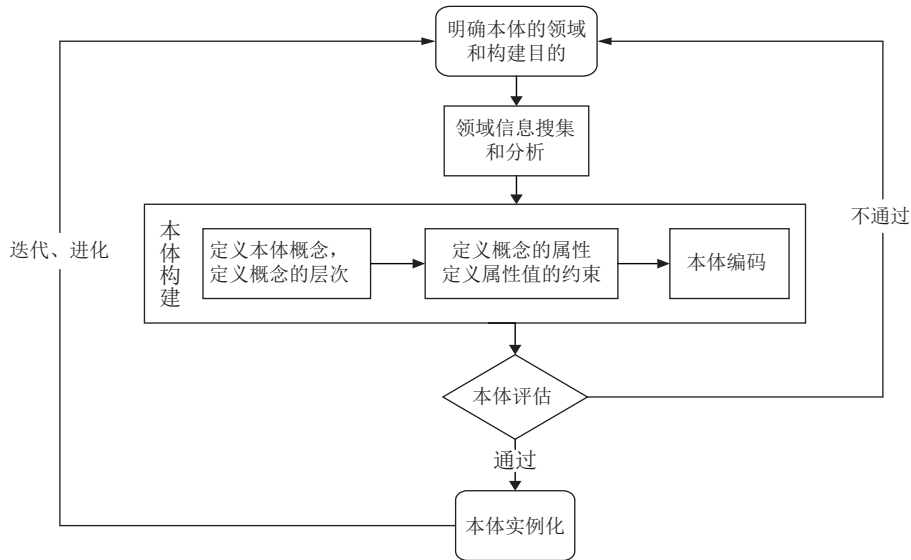 明确本体的领域
和构建目的
领域信息搜集
和分析
不通过
迭代、进化
本体构建
定义本体概念，
定义概念的层次
定义概念的属性
定义属性值的约束
本体编码
本体评估
通过
本体实例化